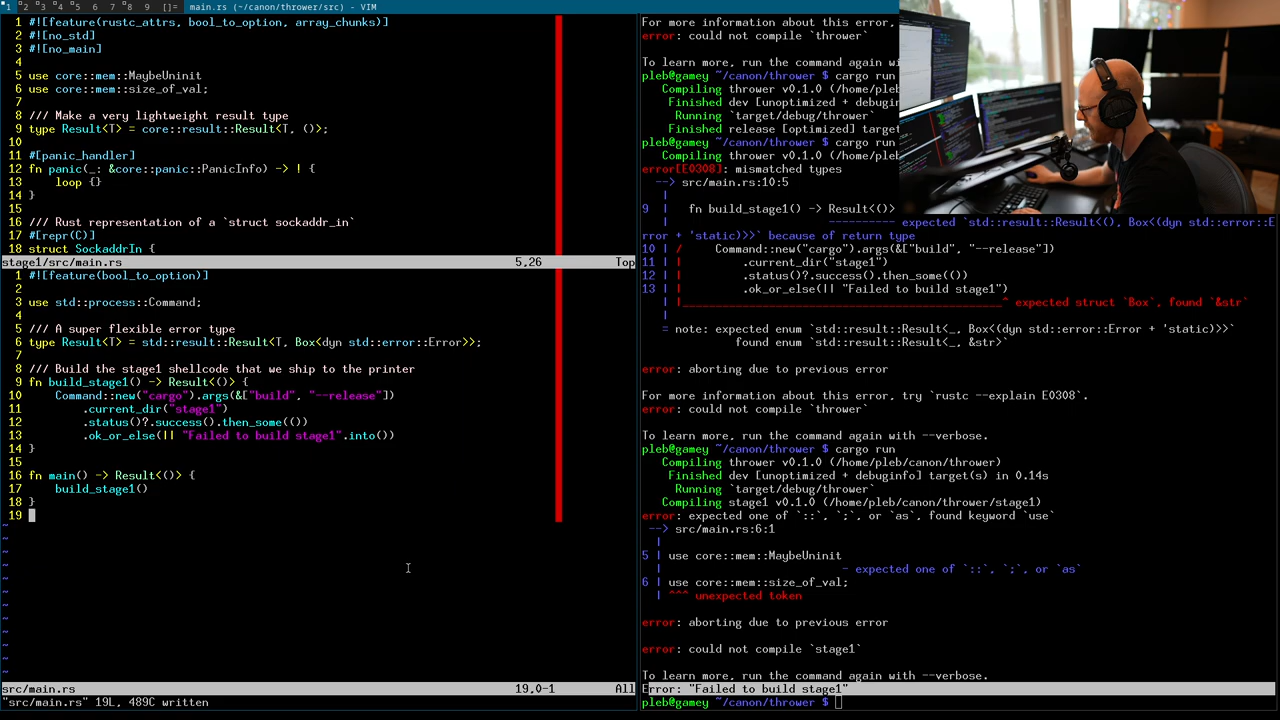 1 2 3 4 5 6 7 8 9 []= main.rs (~/canon/thrower/src) - VIM
1 #![feature(rustc_attrs, bool_to_option, array_chunks)]
2 #![no_std]
3 #![no_main]
4
5 use core::mem::MaybeUninit
6 use core::mem::size_of_val;
7
8 /// Make a very lightweight result type
9 type Result<T> = core::result::Result<T, ()>;
10
11 #[panic_handler]
12 fn panic(_: &core::panic::PanicInfo) -> ! {
13     loop {}
14 }
15
16 /// Rust representation of a `struct sockaddr_in`
17 #[repr(C)]
18 struct SockaddrIn {
stage1/src/main.rs 5,26 Top
1 #![feature(bool_to_option)]
2
3 use std::process::Command;
4
5 /// A super flexible error type
6 type Result<T> = std::result::Result<T, Box<dyn std::error::Error>>;
7
8 /// Build the stage1 shellcode that we ship to the printer
9 fn build_stage1() -> Result<()> {
10     Command::new("cargo").args(&["build", "--release"])
11         .current_dir("stage1")
12         .status()?.success().then_some(())
13         .ok_or_else(|| "Failed to build stage1".into())
14 }
15
16 fn main() -> Result<()> {
17     build_stage1()
18 }
19
~
~
~
~
~
~
~
~
~
~
~
~
src/main.rs 19,0-1 All
"src/main.rs" 19L, 489C written
For more information about this error,
error: could not compile `thrower`

To learn more, run the command again wi
pleb@gamey ~/canon/thrower $ cargo run
Compiling thrower v0.1.0 (/home/pleb
Finished dev [unoptimized + debugin
Running `target/debug/thrower`
Finished release [optimized] target
pleb@gamey ~/canon/thrower $ cargo run
Compiling thrower v0.1.0 (/home/pleb
error[E0308]: mismatched types
--> src/main.rs:10:5
|
9 | fn build_stage1() -> Result<()>
| ---------- expected `std::result::Result<(), Box<(dyn std::error::E
rror + 'static)>>` because of return type
10 | / Command::new("cargo").args(&["build", "--release"])
11 | | .current_dir("stage1")
12 | | .status()?.success().then_some(())
13 | | .ok_or_else(|| "Failed to build stage1")
| |_________________________________________________^ expected struct `Box`, found `&str`
|
= note: expected enum `std::result::Result<_, Box<(dyn std::error::Error + 'static)>>`
found enum `std::result::Result<_, &str>`

error: aborting due to previous error

For more information about this error, try `rustc --explain E0308`.
error: could not compile `thrower`

To learn more, run the command again with --verbose.
pleb@gamey ~/canon/thrower $ cargo run
Compiling thrower v0.1.0 (/home/pleb/canon/thrower)
Finished dev [unoptimized + debuginfo] target(s) in 0.14s
Running `target/debug/thrower`
Compiling stage1 v0.1.0 (/home/pleb/canon/thrower/stage1)
error: expected one of `::`, `;`, or `as`, found keyword `use`
--> src/main.rs:6:1
|
5 | use core::mem::MaybeUninit
| - expected one of `::`, `;`, or `as`
6 | use core::mem::size_of_val;
| ^^^ unexpected token

error: aborting due to previous error

error: could not compile `stage1`

To learn more, run the command again with --verbose.
Error: "Failed to build stage1"
pleb@gamey ~/canon/thrower $